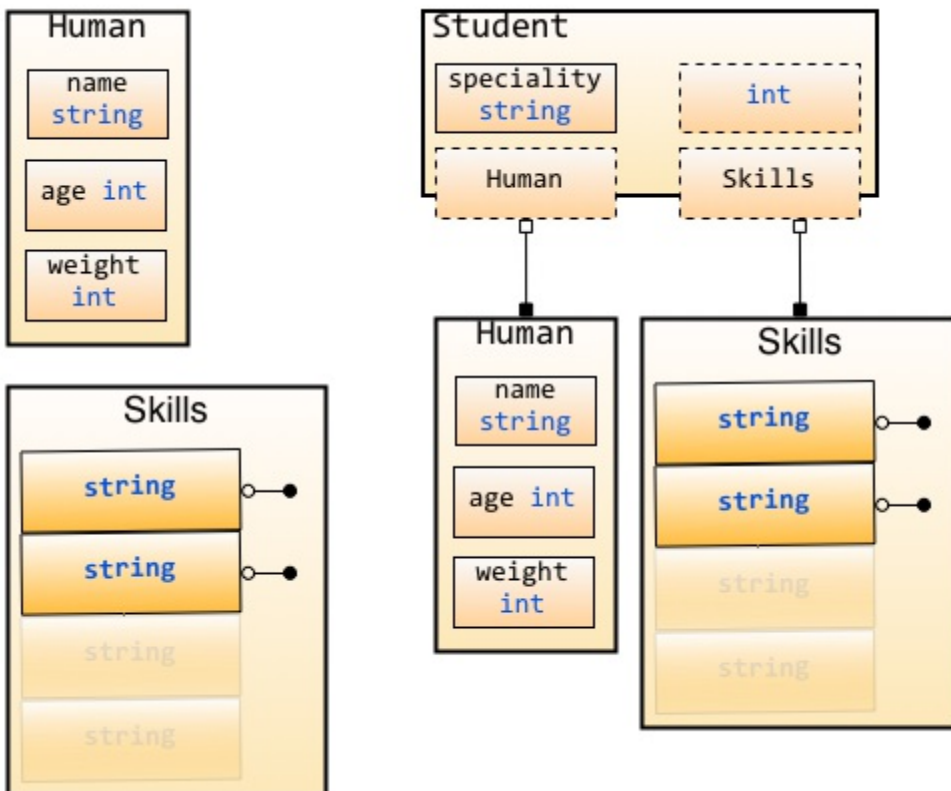 Human
name
string
age int
weight
int
Skills
string
string
string
string
Student
speciality
string
int
Human
Skills
Human
name
string
age int
weight
int
Skills
string
string
string
string